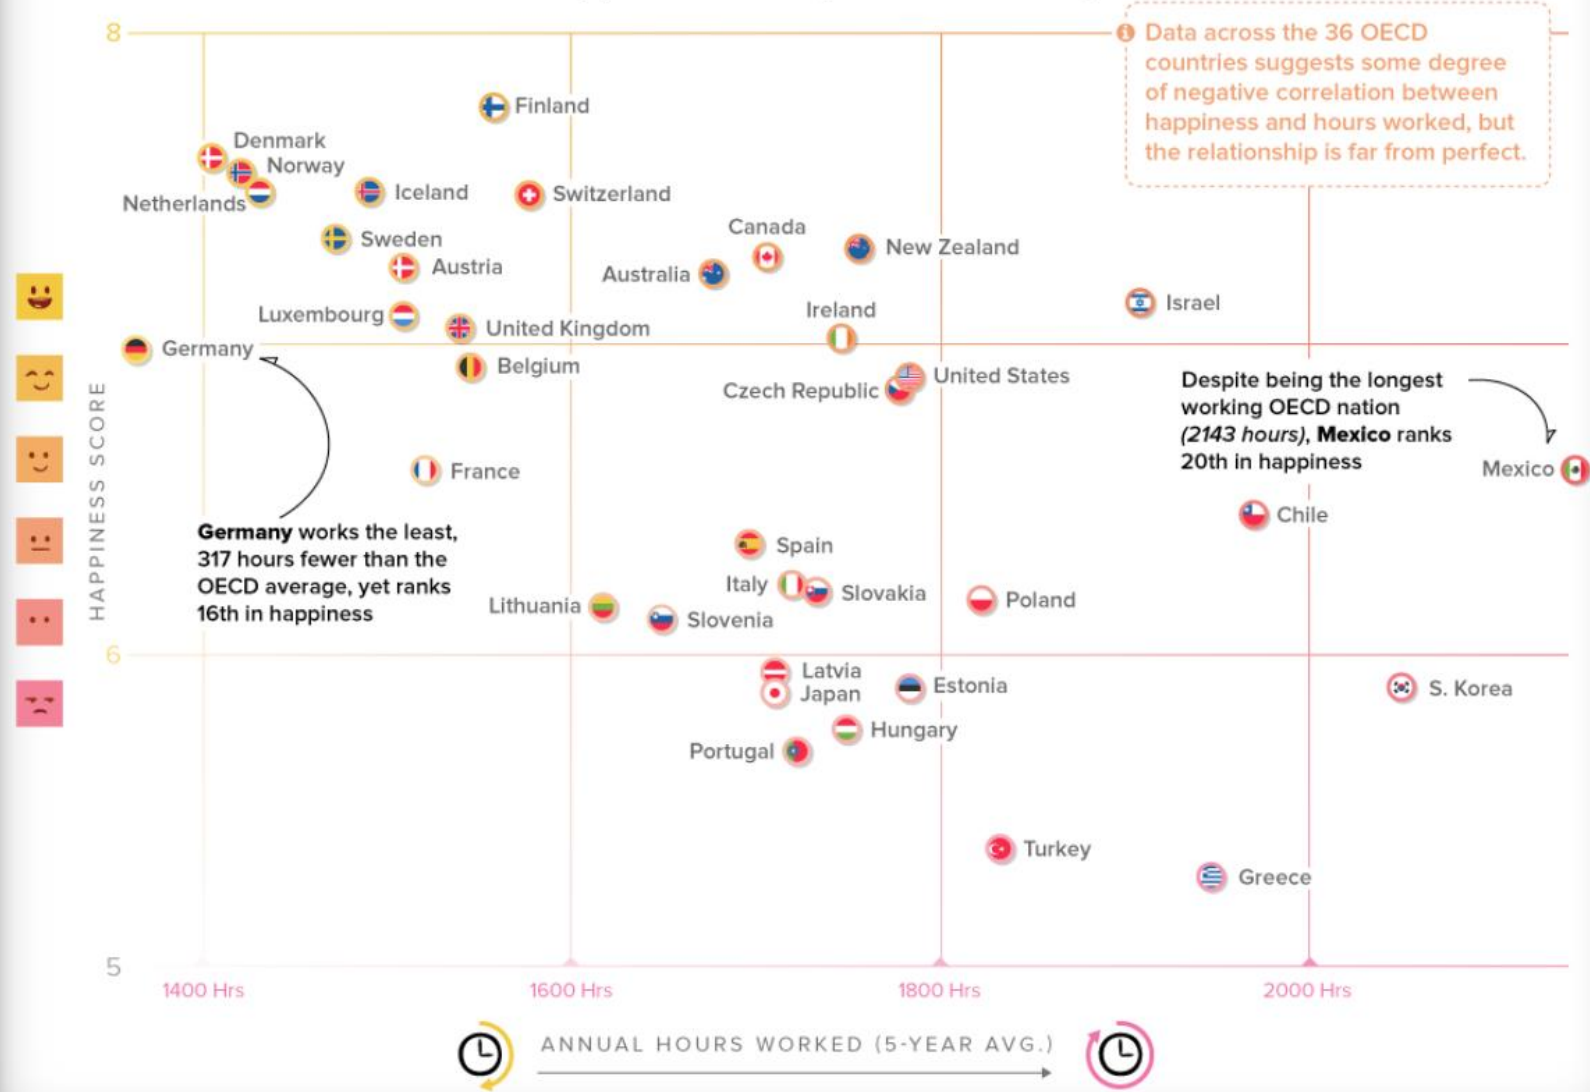 8
Data across the 36 OECD
countries suggests some degree
of negative correlation between
happiness and hours worked, but
the relationship is far from perfect.
Finland
Denmark
Norway
Netherlands
Iceland
Switzerland
Sweden
Canada
New Zealand
Austria
Australia
Israel
Luxembourg
Ireland
United Kingdom
Germany
Belgium
Czech Republic
United States
Despite being the longest
working OECD nation
(2143 hours), Mexico ranks
20th in happiness
Mexico
HAPPINESS SCORE
France
Chile
Germany works the least,
317 hours fewer than the
OECD average, yet ranks
16th in happiness
Spain
Italy
Slovakia
Lithuania
Slovenia
Poland
6
Latvia
Japan
Estonia
S. Korea
Hungary
Portugal
Turkey
Greece
5
1400 Hrs
1600 Hrs
1800 Hrs
2000 Hrs
ANNUAL HOURS WORKED (5-YEAR AVG.)